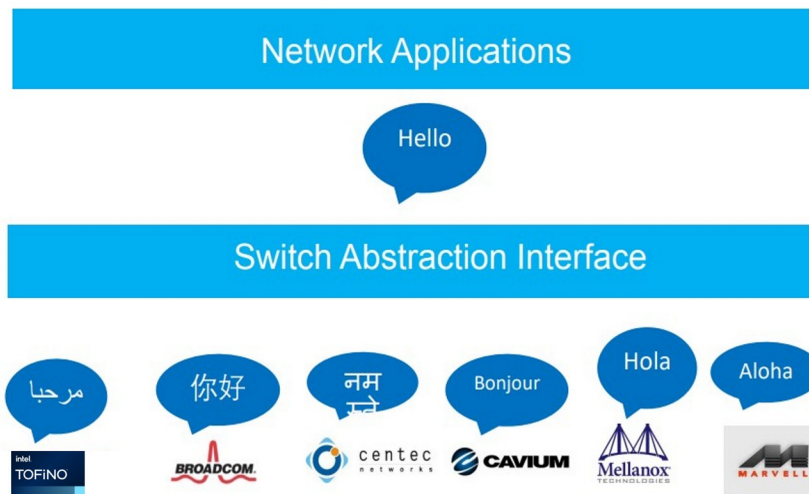 Network Applications
Hello
Switch Abstraction Interface
مرحبا
你好
नम
स्ते
Bonjour
Hola
Aloha
intel
TOFiNO
BROADCOM.
centec
networks
CAVIUM
Mellanox
TECHNOLOGIES
MARVELL